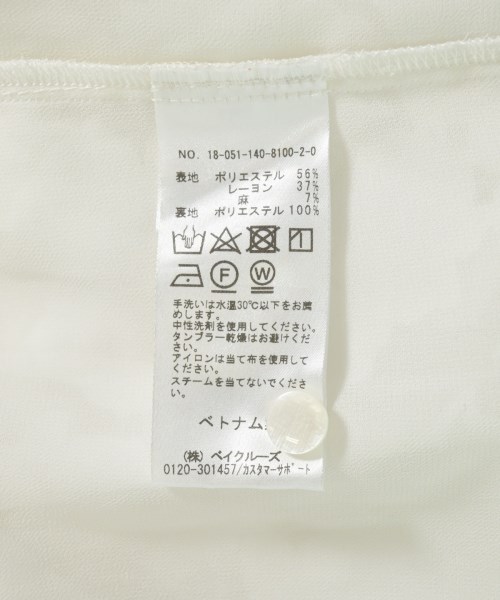 NO. 18-051-140-8100-2-0
表地 ポリエステル 56%
レーヨン 37%
麻 7%
裏地 ポリエステル 100%
F W
手洗いは水温30℃以下をお薦
めします。
中性洗剤を使用してください。
タンブラー乾燥はお避けくださ
い。
アイロンは当て布を使用して
ください。
スチームを当てないでください。
ベトナム
(株) ベイクルーズ
0120-301457/カスタマーサポート